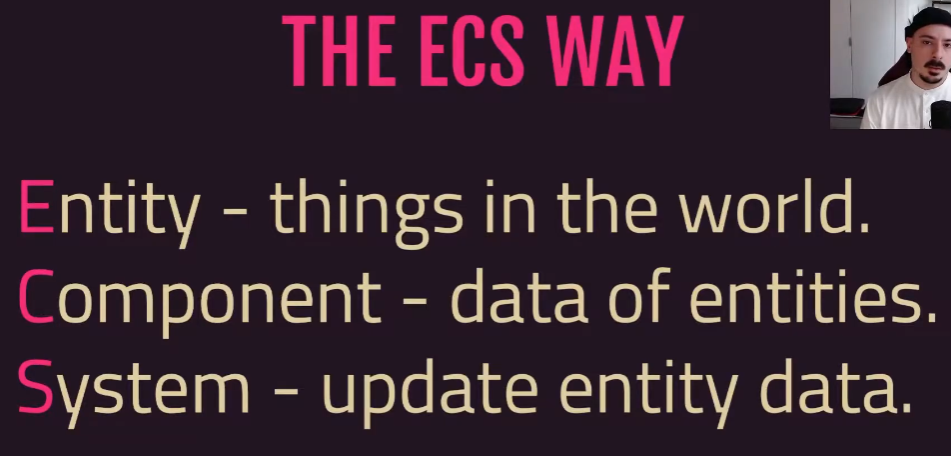 THE ECS WAY
Entity - things in the world.
Component - data of entities.
System - update entity data.